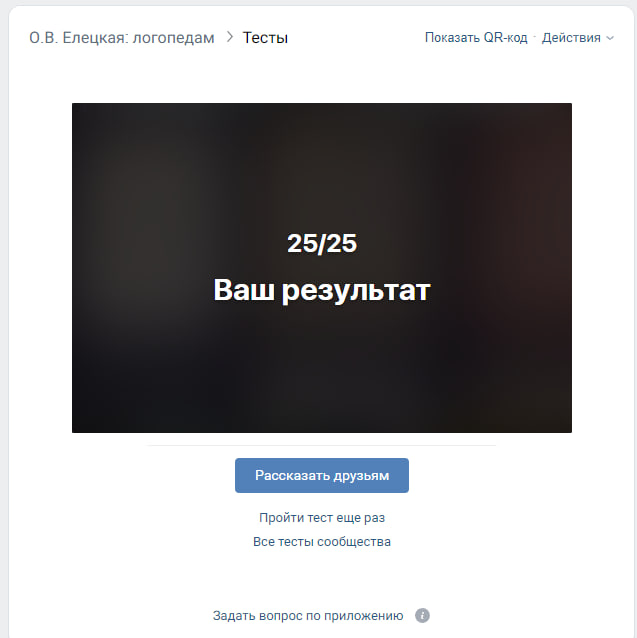 О.В. Елецкая: логопедам > Тесты
Показать QR-код · Действия
25/25
Ваш результат
Рассказать друзьям
Пройти тест еще раз
Все тесты сообщества
Задать вопрос по приложению i